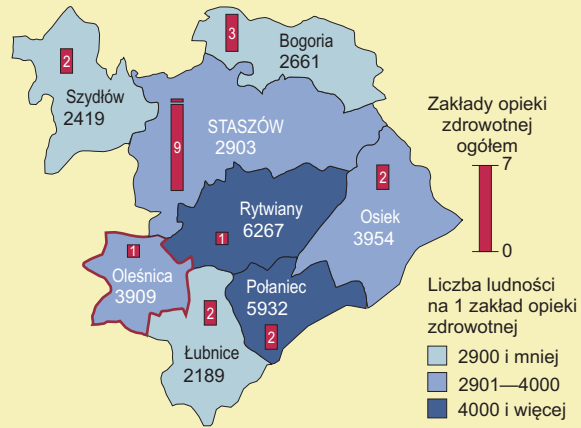 3
Bogoria
2661
2
Szydłów
2419
STASZÓW
2903
9
Zakłady opieki
zdrowotnej
ogółem
7
0
2
Osiek
3954
Rytwiany
6267
1
1
Oleśnica
3909
Połaniec
5932
2
2
Łubnice
2189
Liczba ludności
na 1 zakład opieki
zdrowotnej
2900 i mniej
2901—4000
4000 i więcej